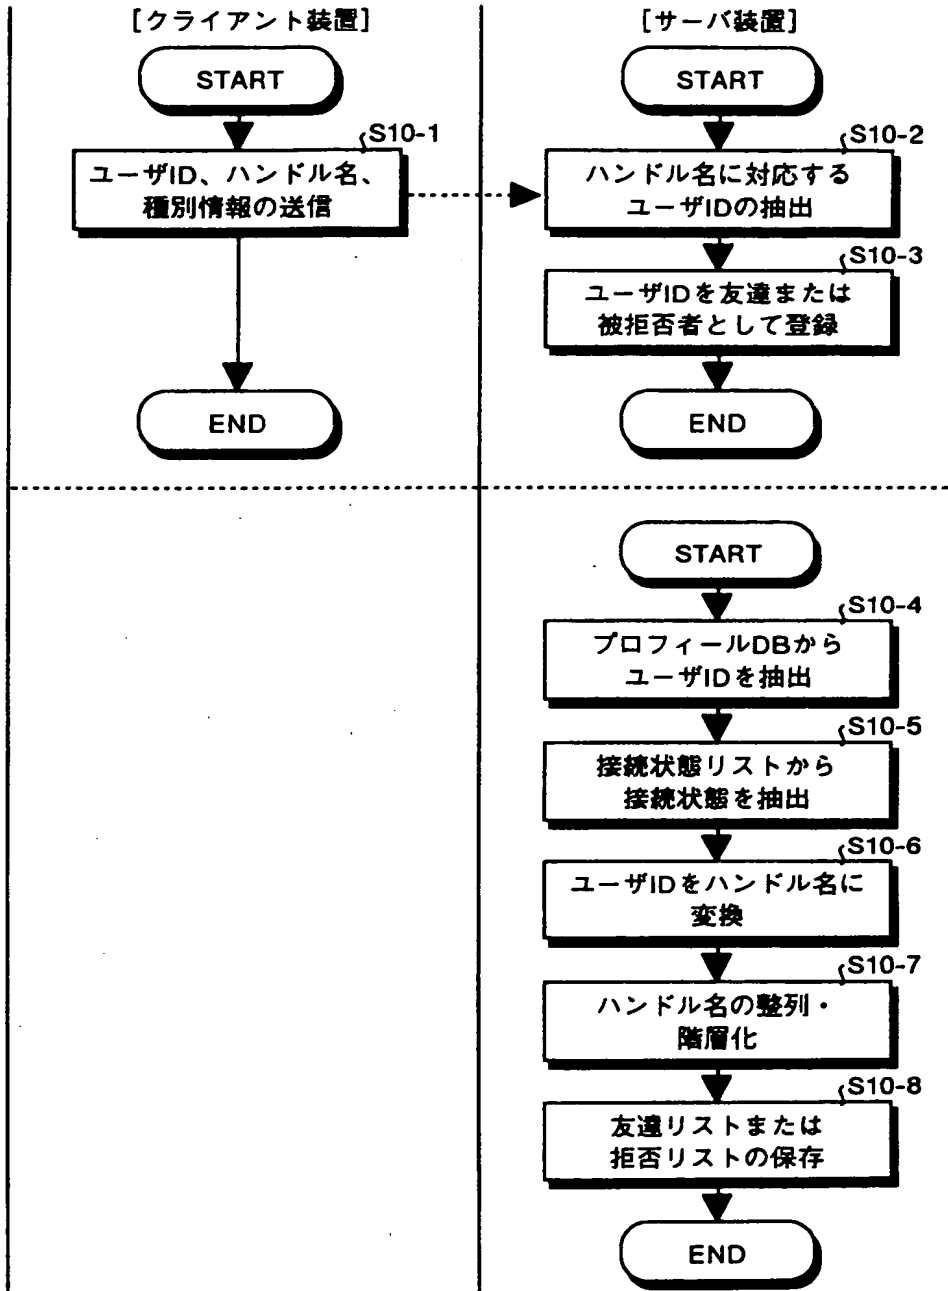 [クライアント装置]
START
S10-1
ユーザID、ハンドル名、
種別情報の送信
END
[サーバ装置]
START
S10-2
ハンドル名に対応する
ユーザIDの抽出
S10-3
ユーザIDを友達または
被拒否者として登録
END
START
S10-4
プロフィールDBから
ユーザIDを抽出
S10-5
接続状態リストから
接続状態を抽出
S10-6
ユーザIDをハンドル名に
変換
S10-7
ハンドル名の整列・
階層化
S10-8
友達リストまたは
拒否リストの保存
END